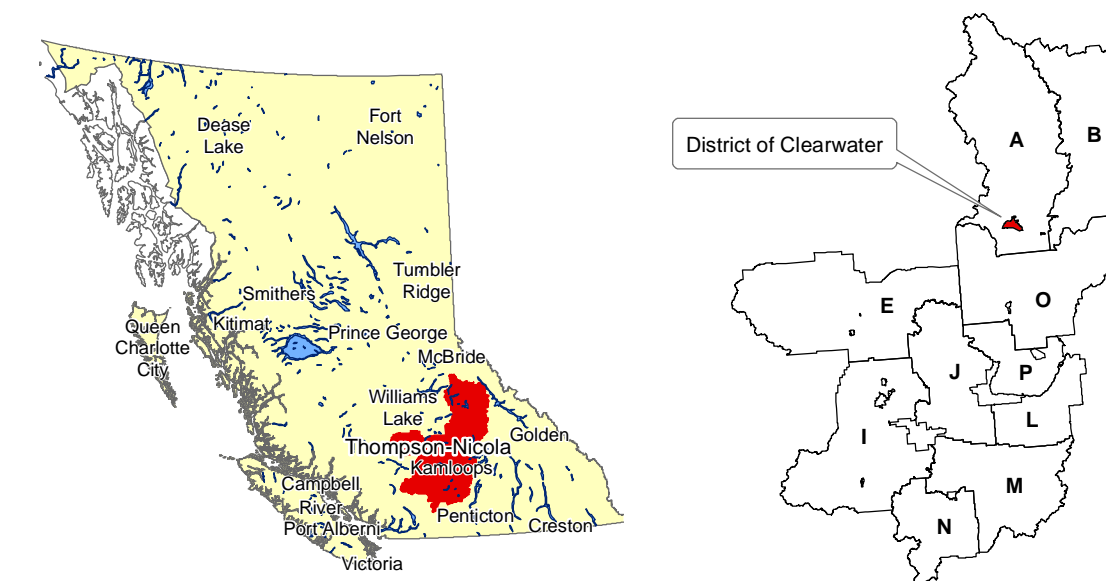 Dease
Lake
Fort
Nelson
Tumbler
Ridge
Smithers
Kitimat
Queen
Charlotte
City
Prince George
McBride
Williams
Lake
Thompson-Nicola
Golden
Kamloops
Campbell
River
Port Alberni
Penticton
Creston
Victoria
District of Clearwater
A
B
E
O
J
P
I
L
M
N